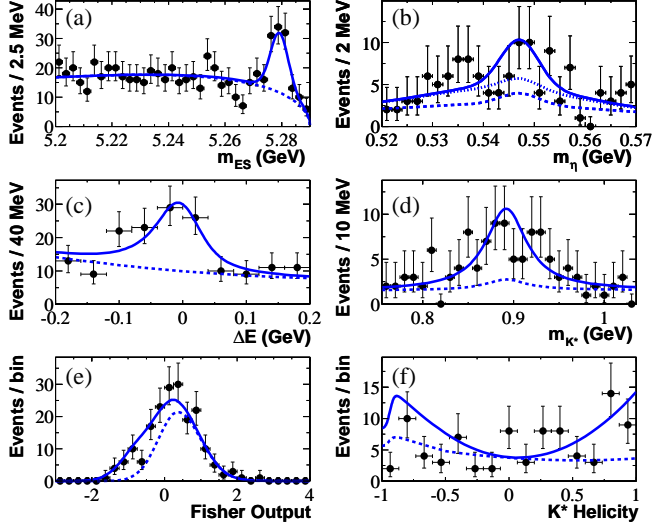 Events / 2.5 MeV
40
30
20
10
0
(a)
5.2
5.22
5.24
5.26
5.28
m_ES (GeV)
Events / 2 MeV
10
5
0
(b)
0.52
0.53
0.54
0.55
0.56
0.57
m_η (GeV)
Events / 40 MeV
30
20
10
0
(c)
-0.2
-0.1
0
0.1
0.2
ΔE (GeV)
Events / 10 MeV
10
5
0
(d)
0.8
0.9
1
m_K* (GeV)
Events / bin
30
20
10
0
(e)
-2
0
2
4
Fisher Output
Events / bin
15
10
5
0
(f)
-1
-0.5
0
0.5
1
K* Helicity